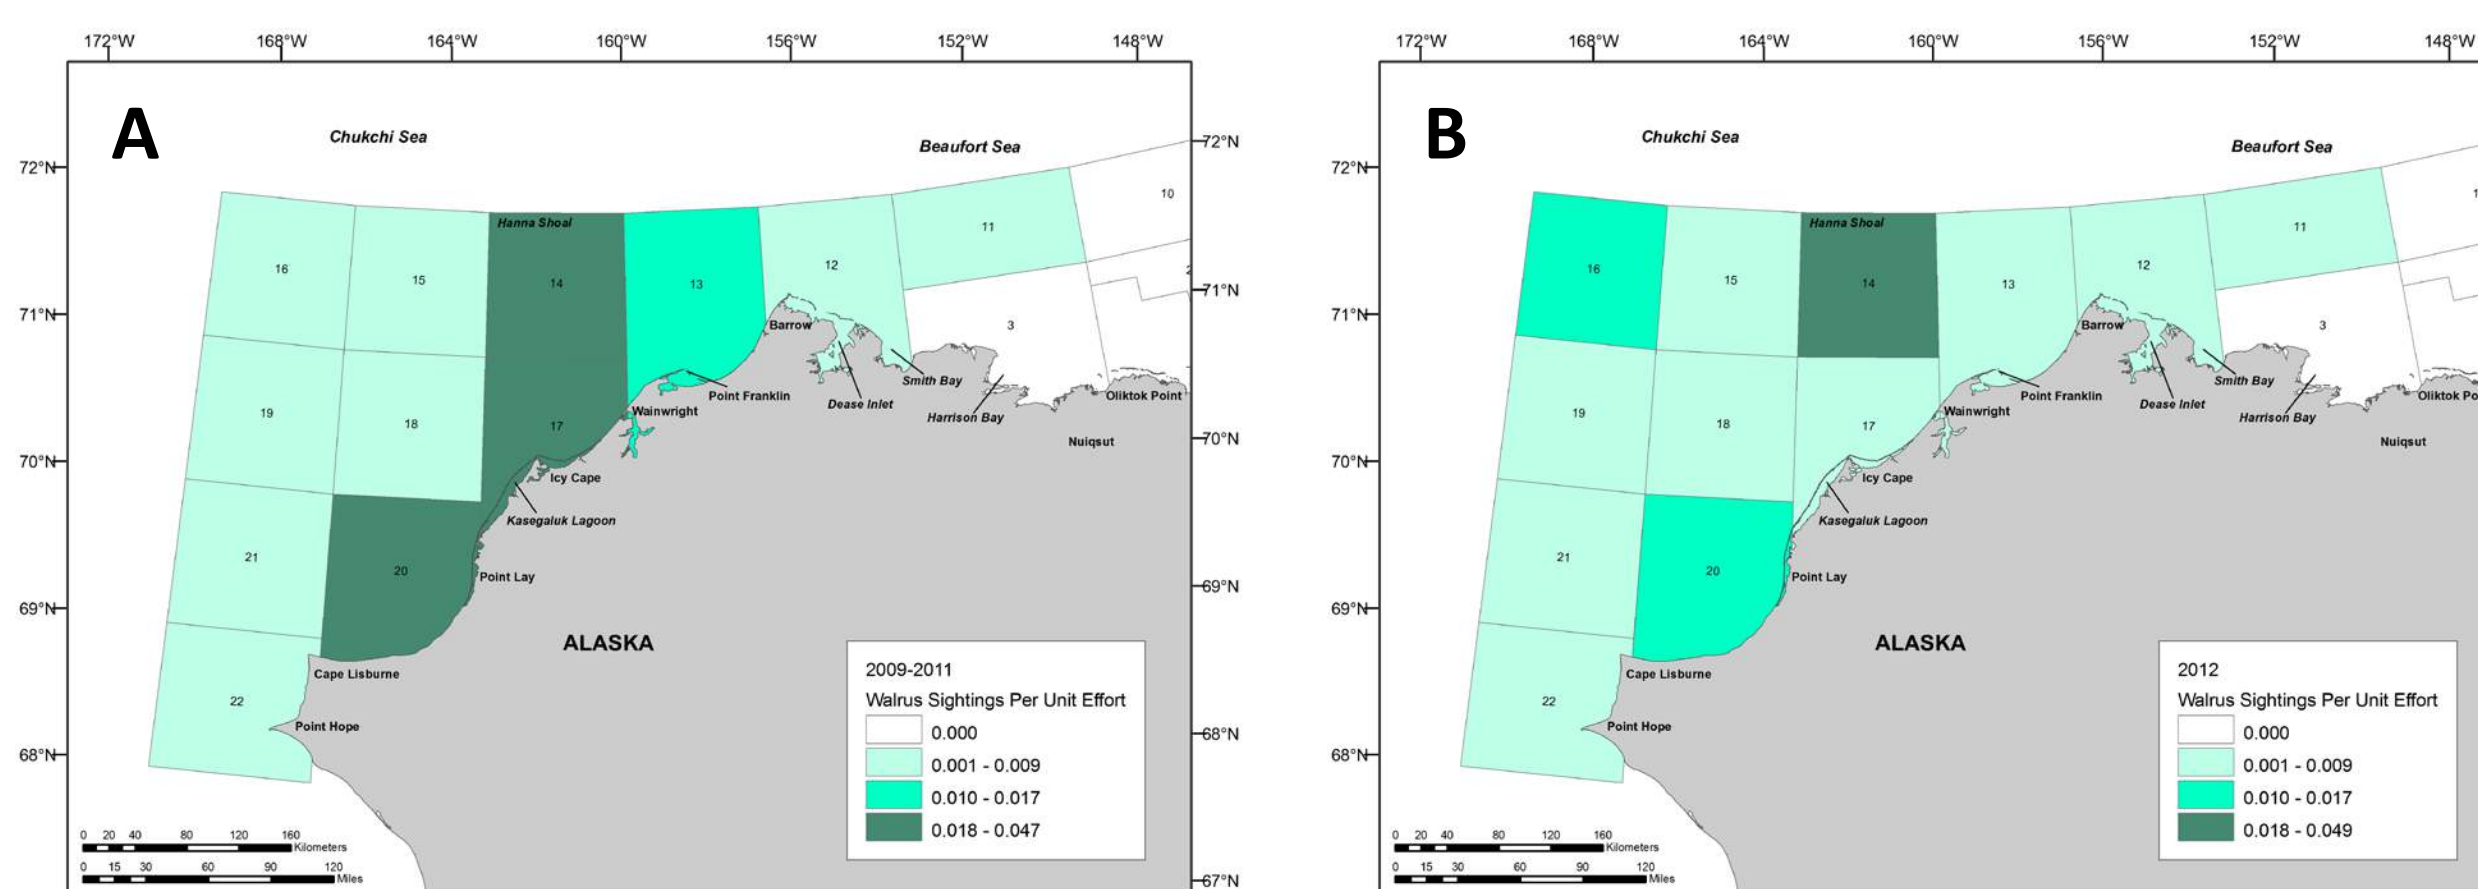 172°W 168°W 164°W 160°W 156°W 152°W 148°W
A
Chukchi Sea
Beaufort Sea
72°N
72°N
10
Hanna Shoal
11
16
15
14
13
12
2
71°N
71°N
3
Barrow
Smith Bay
Point Franklin
Oliktok Point
Dease Inlet
Wainwright
Harrison Bay
19
18
17
70°N
Nuiqsut
70°N
Icy Cape
Kasegaluk Lagoon
21
20
Point Lay
69°N
69°N
ALASKA
Cape Lisburne
22
Point Hope
68°N
68°N
67°N
2009-2011
Walrus Sightings Per Unit Effort
0.000
0.001 - 0.009
0.010 - 0.017
0.018 - 0.047
0 20 40 80 120 160
Kilometers
0 15 30 60 90 120
Miles
172°W 168°W 164°W 160°W 156°W 152°W 148°W
B
Chukchi Sea
Beaufort Sea
72°N
Hanna Shoal
11
16
15
14
13
12
71°N
3
Barrow
Smith Bay
Point Franklin
Oliktok Po
Dease Inlet
Wainwright
Harrison Bay
19
18
17
Nuiqsut
70°N
Icy Cape
Kasegaluk Lagoon
21
20
Point Lay
69°N
ALASKA
Cape Lisburne
22
Point Hope
68°N
2012
Walrus Sightings Per Unit Effort
0.000
0.001 - 0.009
0.010 - 0.017
0.018 - 0.049
0 20 40 80 120 160
Kilometers
0 15 30 60 90 120
Miles